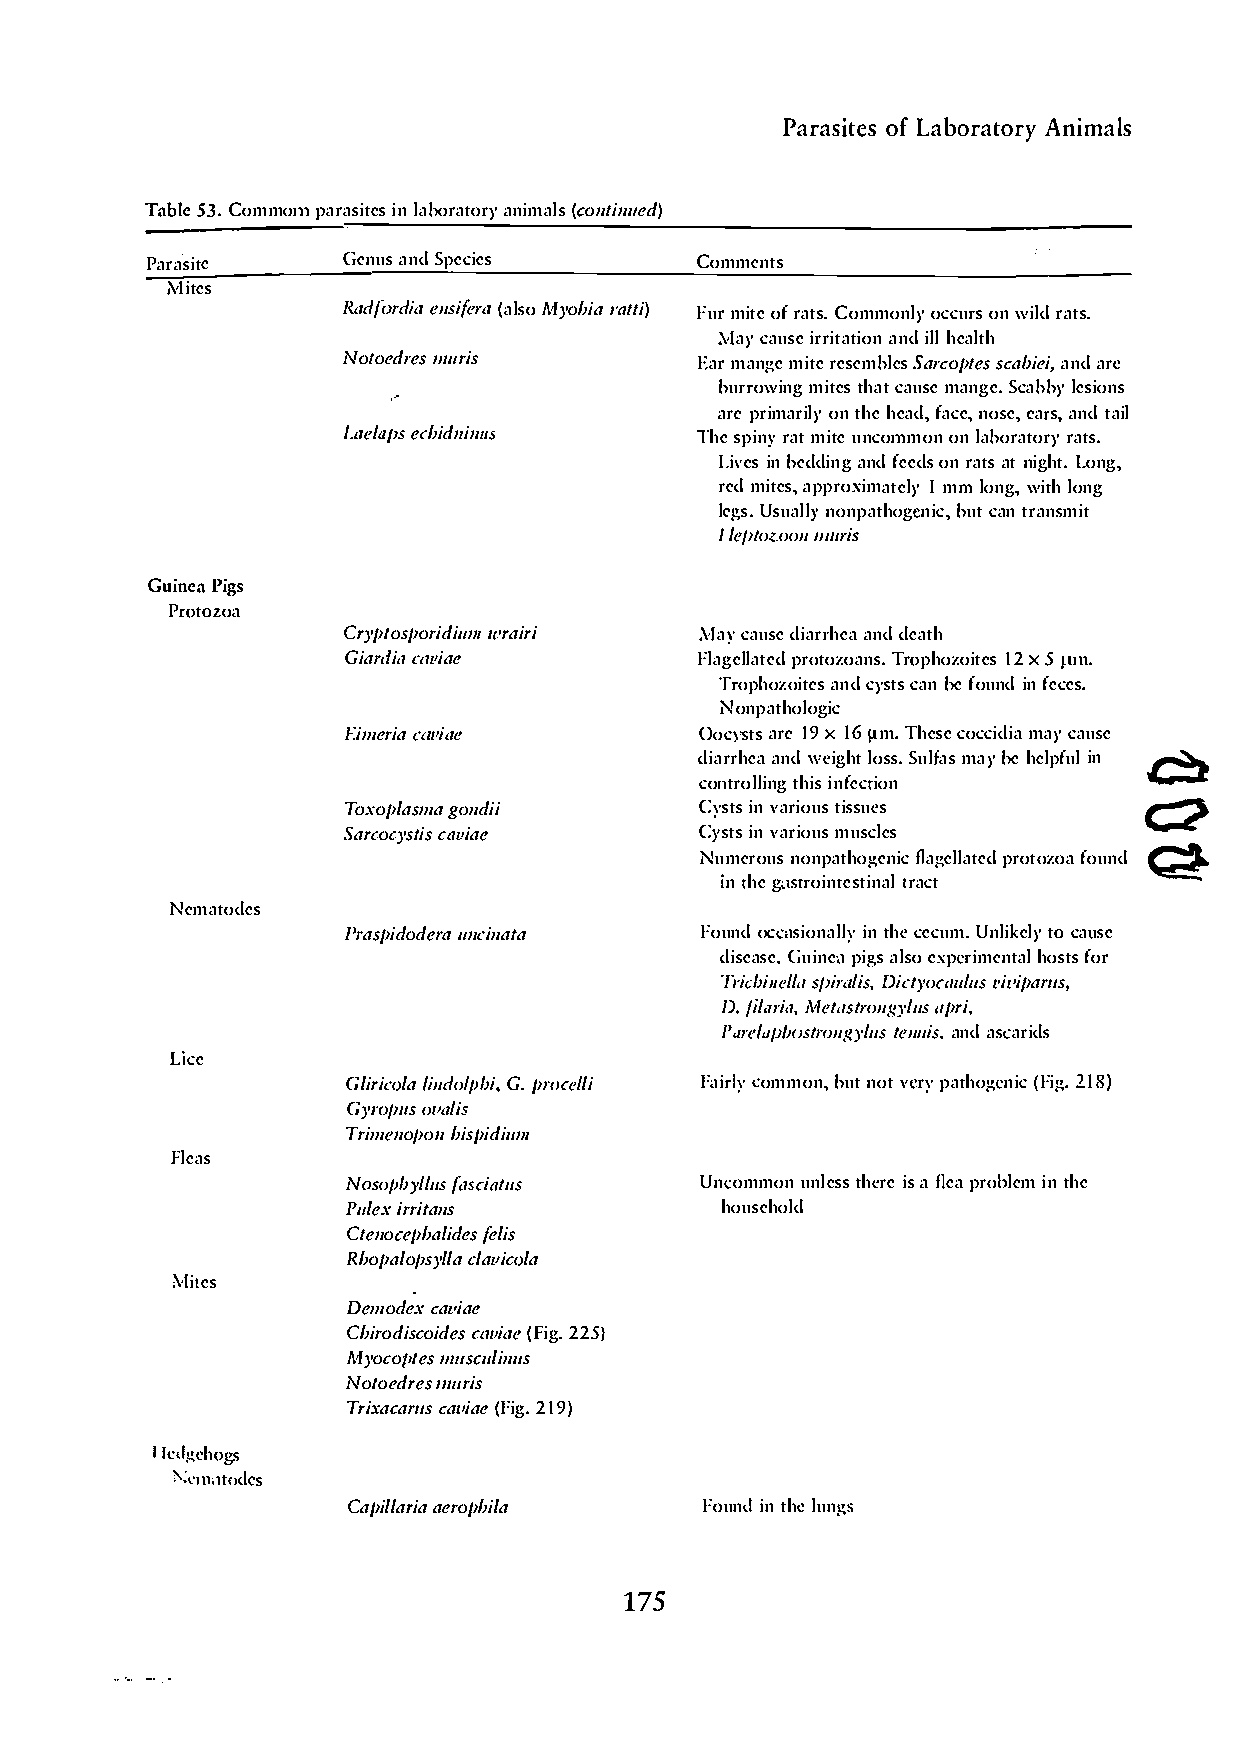 Parasites of Laboratory Animals
Table 53. Commom parasites in laboratory animals (continued)
Parasite Genus and Species Comments
Mites
Radfordia ensifera (also Myobia ratti) Fur mite of rats. Commonly occurs on wild rats.
May cause irritation and ill health
Notoedres muris Ear mange mite resembles Sarcoptes scabiei, and are
burrowing mites that cause mange. Scabby lesions
are primarily on the head, face, nose, ears, and tail
Laelaps echidninus The spiny rat mite uncommon on laboratory rats.
Lives in bedding and feeds on rats at night. Long,
red mites, approximately 1 mm long, with long
legs. Usually nonpathogenic, but can transmit
Heptozoon muris
Guinea Pigs
Protozoa
Cryptosporidium wrairi May cause diarrhea and death
Giardia caviae Flagellated protozoans. Trophozoites 12 × 5 µm.
Trophozoites and cysts can be found in feces.
Nonpathologic
Eimeria caviae Oocysts are 19 × 16 µm. These coccidia may cause
diarrhea and weight loss. Sulfas may be helpful in
controlling this infection
Toxoplasma gondii Cysts in various tissues
Sarcocystis caviae Cysts in various muscles
Numerous nonpathogenic flagellated protozoa found
in the gastrointestinal tract
Nematodes
Praspidodera uncinata Found occasionally in the cecum. Unlikely to cause
disease. Guinea pigs also experimental hosts for
Trichinella spiralis, Dictyocaulus viviparus,
D. filaria, Metastrongylus apri,
Parelaphostrongylus tenuis, and ascarids
Lice
Gliricola lindolphi, G. procelli Fairly common, but not very pathogenic (Fig. 218)
Gyropus ovalis
Trimenopon hispidium
Fleas
Nosophyllus fasciatus Uncommon unless there is a flea problem in the
Pulex irritans household
Ctenocephalides felis
Rhopalopsylla clavicola
Mites
Demodex caviae
Chirodiscoides caviae (Fig. 225)
Myocoptes musculinus
Notoedres muris
Trixacarus caviae (Fig. 219)
Hedgehogs
Nematodes
Capillaria aerophila Found in the lungs
175